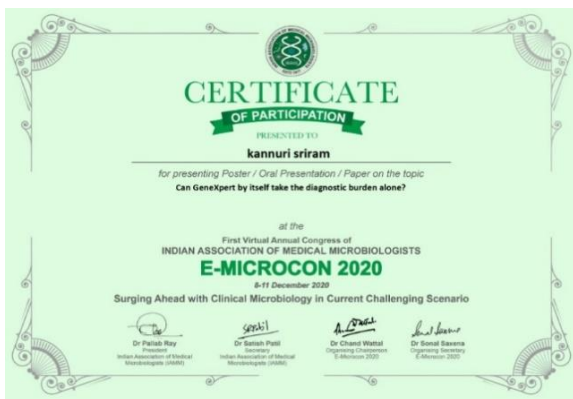 CERTIFICATE
OF PARTICIPATION
PRESENTED TO
kannuri sriram
for presenting Poster / Oral Presentation / Paper on the topic
Can GeneXpert by itself take the diagnostic burden alone?
at the
First Virtual Annual Congress of
INDIAN ASSOCIATION OF MEDICAL MICROBIOLOGISTS
E-MICROCON 2020
8-11 December 2020
Surging Ahead with Clinical Microbiology in Current Challenging Scenario
Dr Pallab Ray
President
Indian Association of Medical
Microbiologists (IAMM)
Dr Satish Patil
Secretary
Indian Association of Medical
Microbiologists (IAMM)
Dr Chand Wattal
Organising Chairperson
E-Microcon 2020
Dr Sonal Saxena
Organising Secretary
E-Microcon 2020